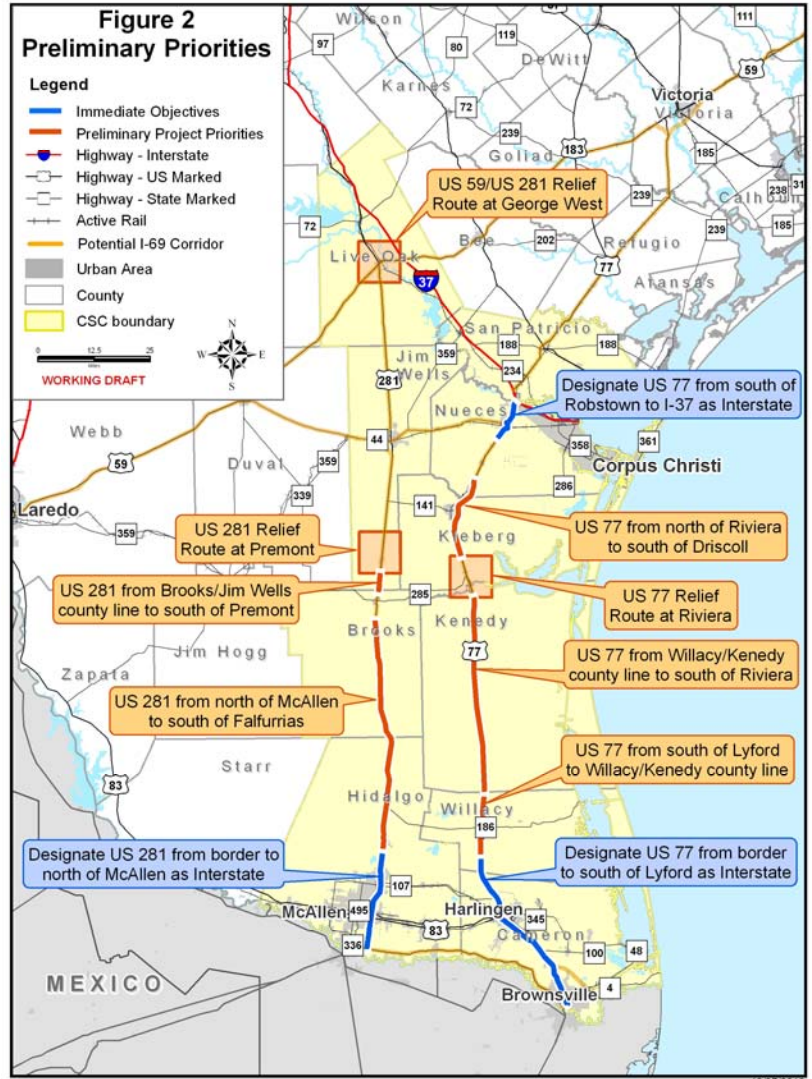 Figure 2
Preliminary Priorities
Legend
Immediate Objectives
Preliminary Project Priorities
Highway - Interstate
Highway - US Marked
Highway - State Marked
Active Rail
Potential I-69 Corridor
Urban Area
County
CSC boundary
0 12.5 25
Miles
WORKING DRAFT
N
W E
S
Wilson
97
80
119
DeWitt
111
59
Karnes
72
Victoria
Victoria
239
183
185
Goliad
238
Calhoun
US 59/US 281 Relief
Route at George West
239
239
185
72
Bee
202
Refugio
Live Oak
77
Aransas
37
San Patricio
188
188
359
Jim
Wells
234
281
Designate US 77 from south of
Robstown to I-37 as Interstate
Nueces
Webb
44
59
Duval
359
358
361
Corpus Christi
339
286
Laredo
141
359
US 281 Relief
Route at Premont
Kleberg
US 77 from north of Riviera
to south of Driscoll
US 281 from Brooks/Jim Wells
county line to south of Premont
285
US 77 Relief
Route at Riviera
Brooks
Kenedy
Jim Hogg
77
US 77 from Willacy/Kenedy
county line to south of Riviera
Zapata
US 281 from north of McAllen
to south of Falfurrias
Starr
US 77 from south of Lyford
to Willacy/Kenedy county line
83
Hidalgo
Willacy
186
Designate US 281 from border to
north of McAllen as Interstate
Designate US 77 from border
to south of Lyford as Interstate
107
McAllen
495
Harlingen
345
83
Cameron
336
100
48
MEXICO
Brownsville
4